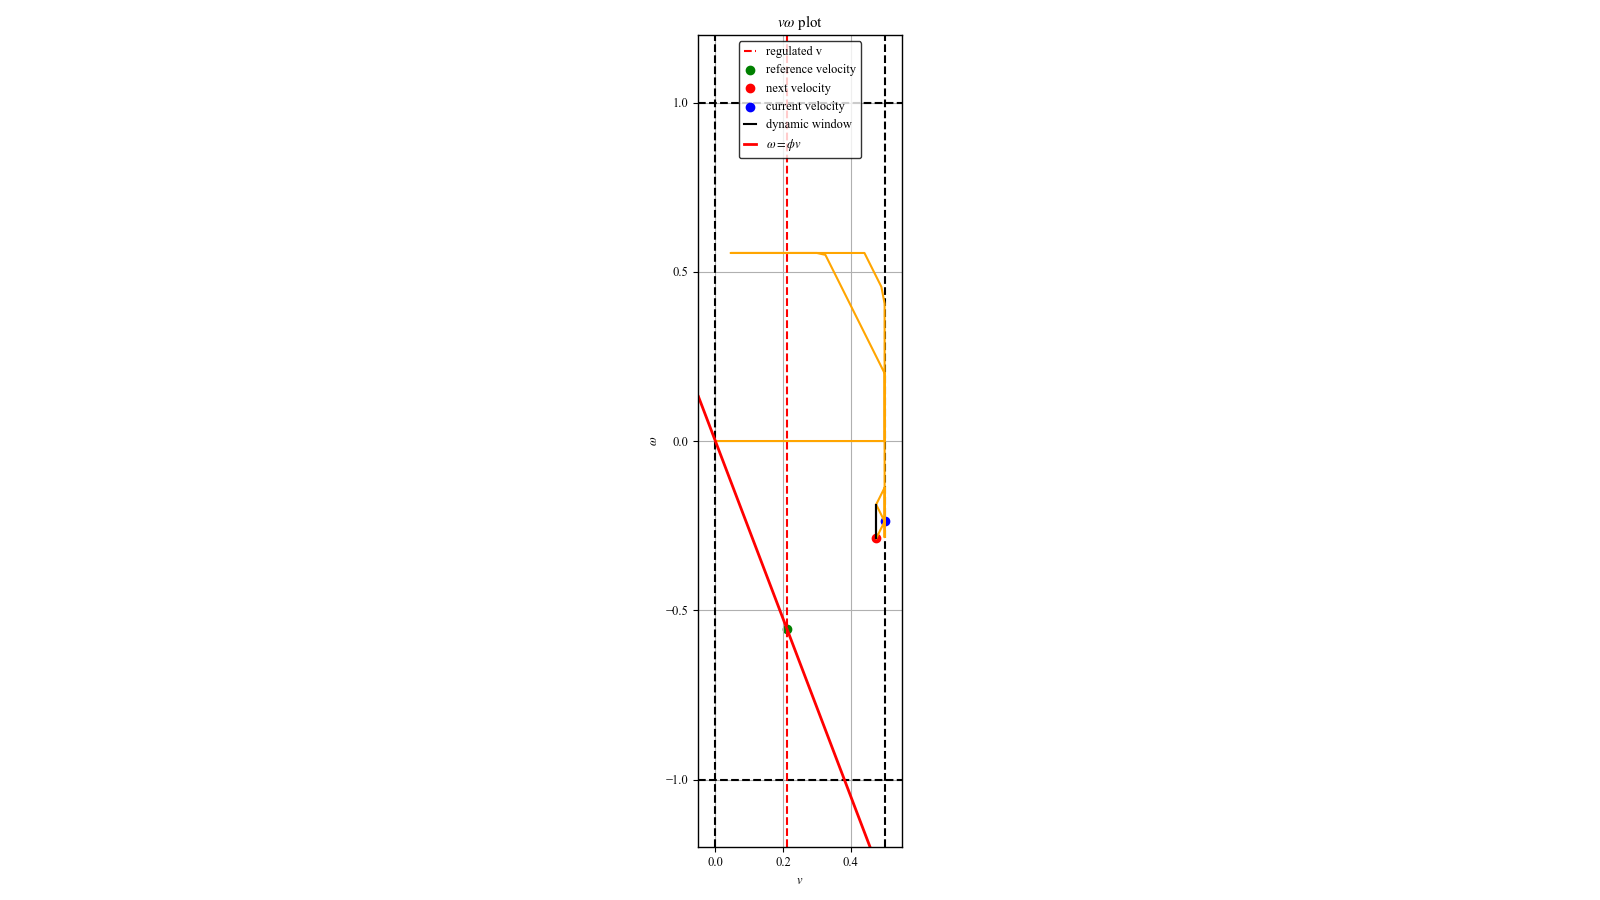 vω plot
regulated v
reference velocity
next velocity
current velocity
dynamic window
ω = ϕv
1.0
0.5
0.0
−0.5
−1.0
ω
0.0 0.2 0.4
v